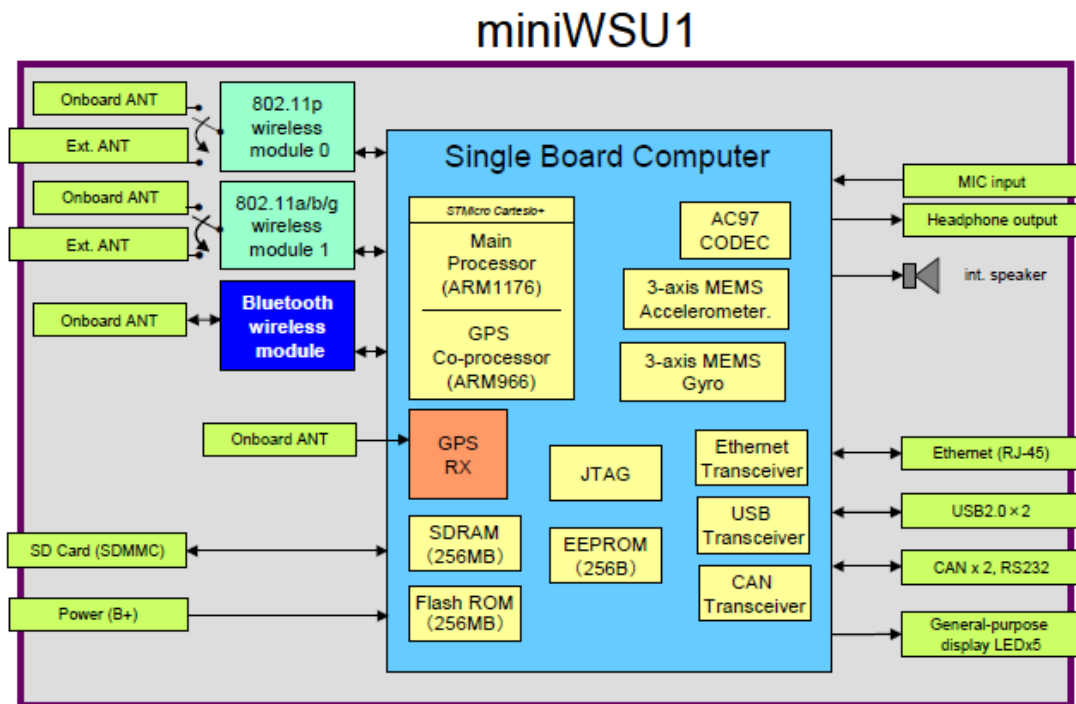 miniWSU1
Onboard ANT
Ext. ANT
802.11p
wireless
module 0
Onboard ANT
Ext. ANT
802.11a/b/g
wireless
module 1
Onboard ANT
Bluetooth
wireless
module
Onboard ANT
SD Card (SDMMC)
Power (B+)
Single Board Computer
STMicro Cartesio+
Main
Processor
(ARM1176)
GPS
Co-processor
(ARM966)
GPS
RX
SDRAM
(256MB)
Flash ROM
(256MB)
JTAG
EEPROM
(256B)
AC97
CODEC
3-axis MEMS
Accelerometer.
3-axis MEMS
Gyro
Ethernet
Transceiver
USB
Transceiver
CAN
Transceiver
MIC input
Headphone output
int. speaker
Ethernet (RJ-45)
USB2.0×2
CAN x 2, RS232
General-purpose
display LEDx5